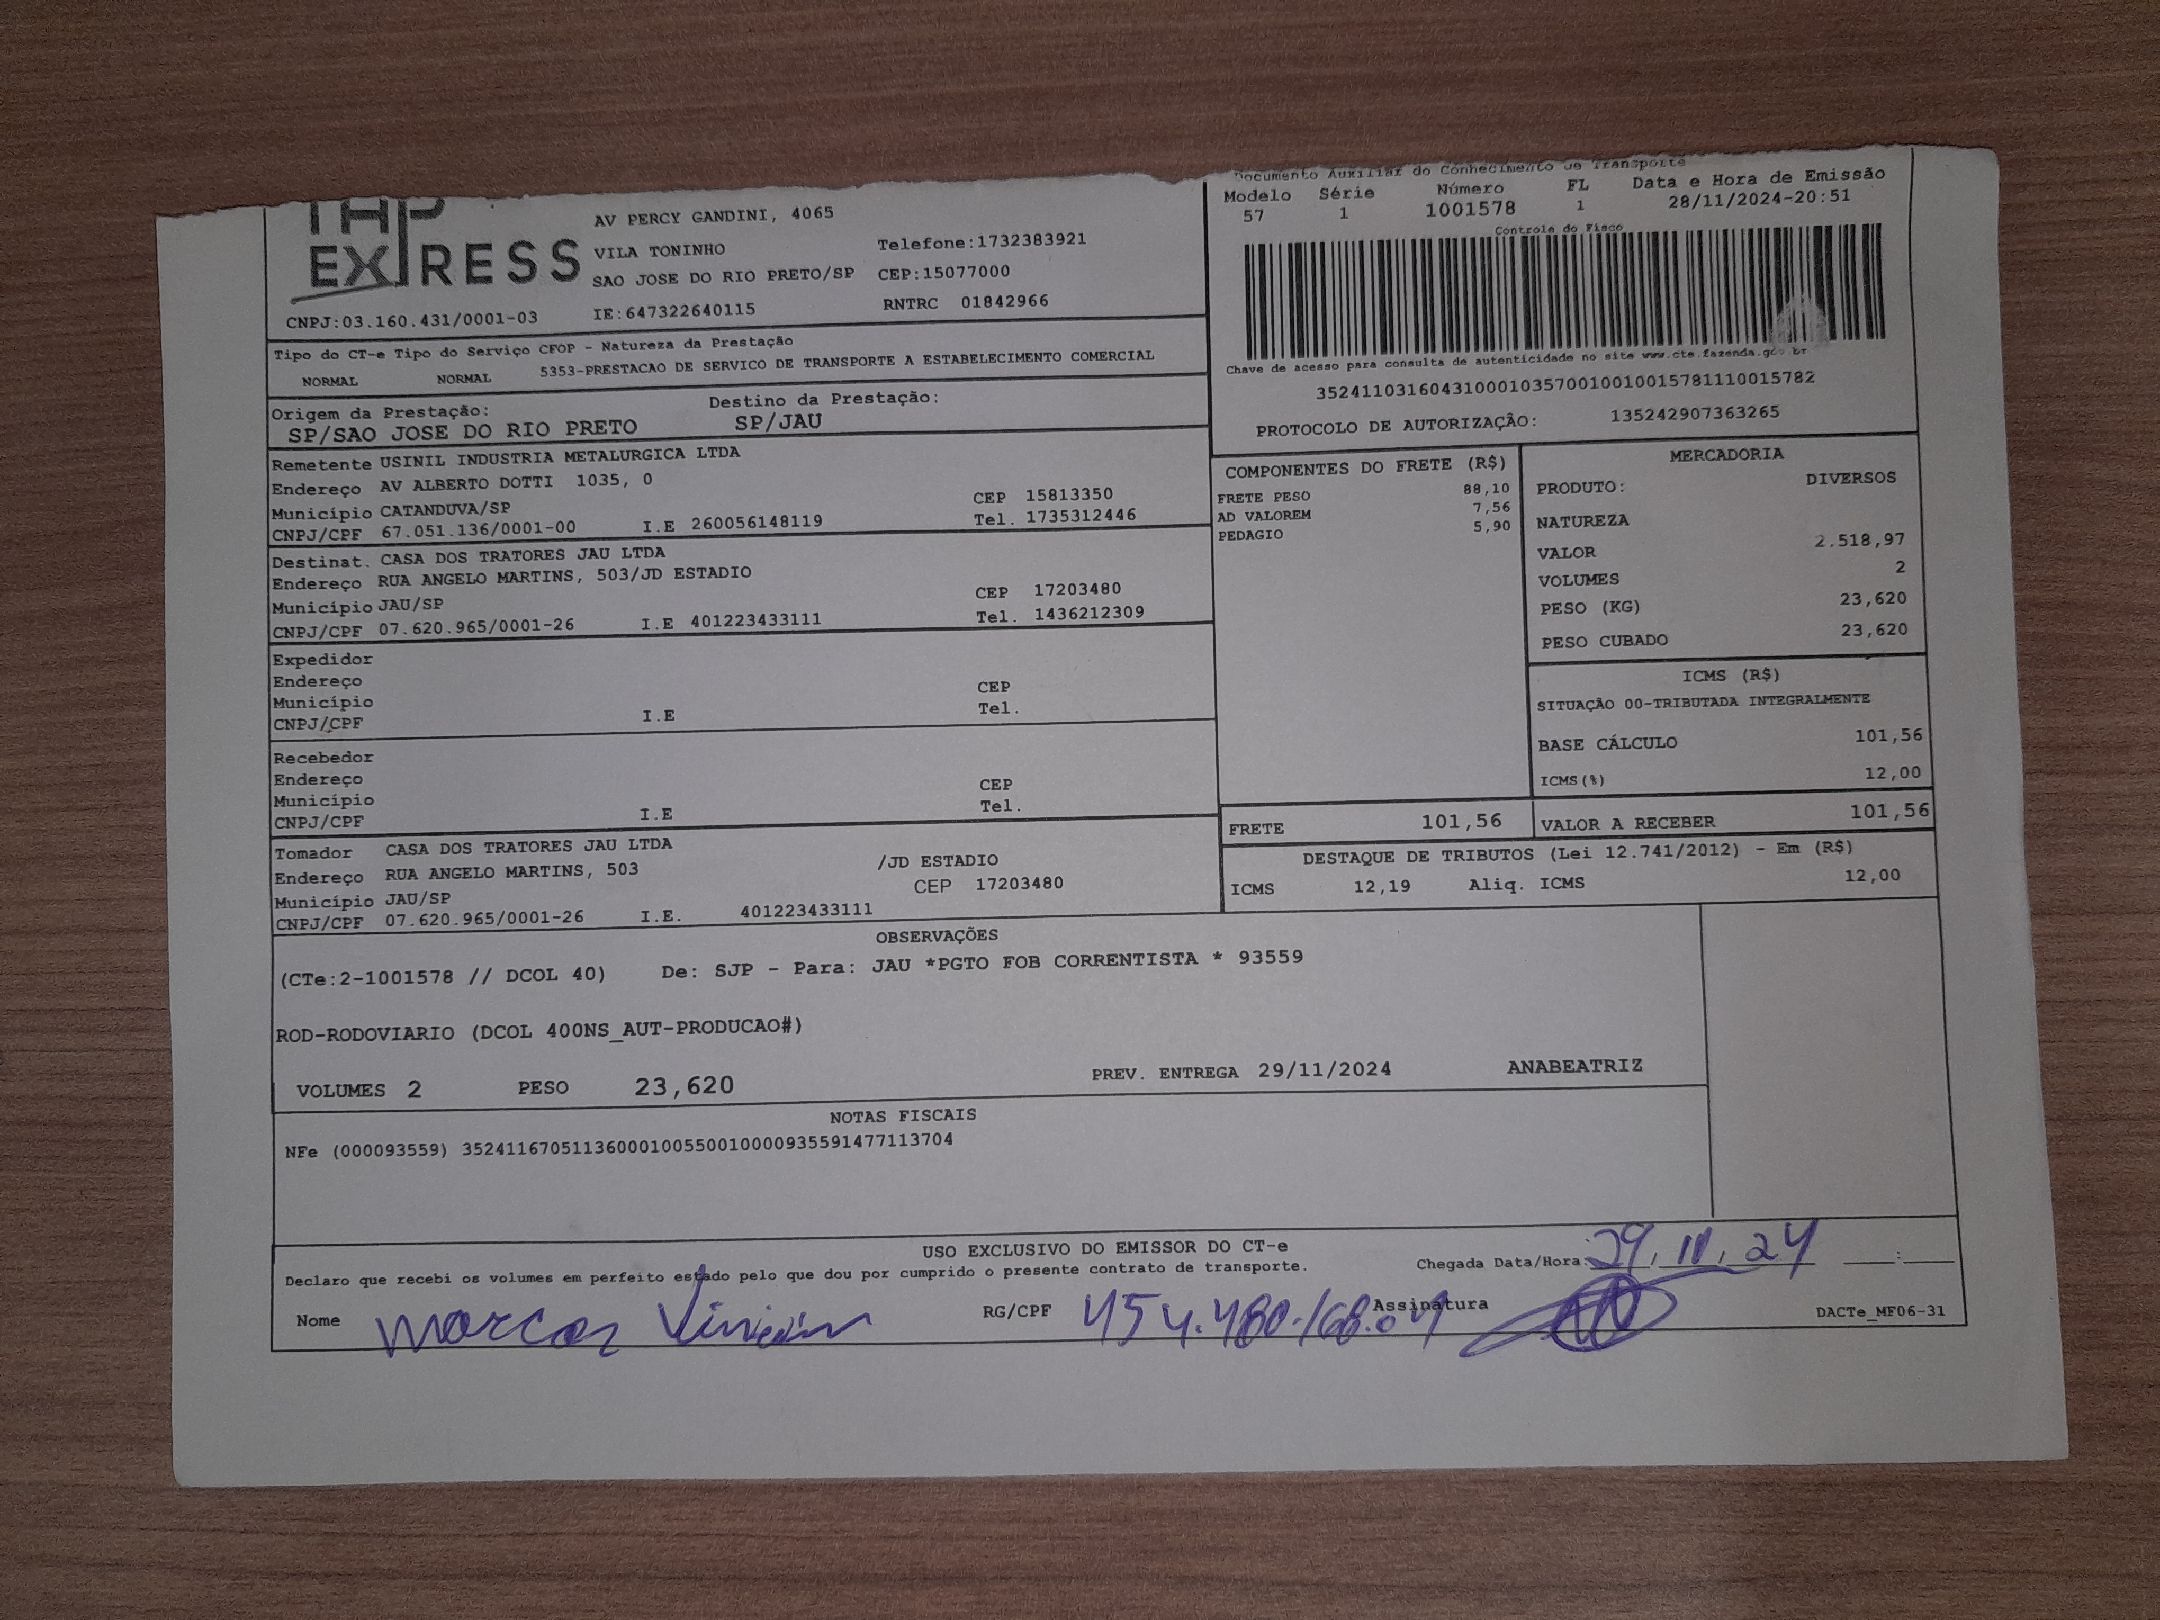 TAP
EXPRESS
AV PERCY GANDINI, 4065
VILA TONINHO Telefone:1732383921
SAO JOSE DO RIO PRETO/SP CEP:15077000
CNPJ:03.160.431/0001-03 IE:647322640115 RNTRC 01842966
Documento Auxiliar do Conhecimento de Transporte
Modelo Série Número FL Data e Hora de Emissão
57 1 1001578 1 28/11/2024-20:51
Controle do Fisco
Chave de acesso para consulta de autenticidade no site www.cte.fazenda.gov.br
35241103160431000103570010010015781110015782
PROTOCOLO DE AUTORIZAÇÃO: 135242907363265
Tipo do CT-e Tipo do Serviço CFOP - Natureza da Prestação
NORMAL NORMAL 5353-PRESTACAO DE SERVICO DE TRANSPORTE A ESTABELECIMENTO COMERCIAL
Origem da Prestação: Destino da Prestação:
SP/SAO JOSE DO RIO PRETO SP/JAU
Remetente USINIL INDUSTRIA METALURGICA LTDA
Endereço AV ALBERTO DOTTI 1035, 0
Município CATANDUVA/SP CEP 15813350
CNPJ/CPF 67.051.136/0001-00 I.E 260056148119 Tel. 1735312446
Destinat. CASA DOS TRATORES JAU LTDA
Endereço RUA ANGELO MARTINS, 503/JD ESTADIO
Município JAU/SP CEP 17203480
CNPJ/CPF 07.620.965/0001-26 I.E 401223433111 Tel. 1436212309
Expedidor
Endereço
Município CEP
CNPJ/CPF I.E Tel.
Recebedor
Endereço
Município CEP
CNPJ/CPF I.E Tel.
Tomador CASA DOS TRATORES JAU LTDA
Endereço RUA ANGELO MARTINS, 503 /JD ESTADIO
Município JAU/SP CEP 17203480
CNPJ/CPF 07.620.965/0001-26 I.E. 401223433111
COMPONENTES DO FRETE (R$)
FRETE PESO 88,10
AD VALOREM 7,56
PEDAGIO 5,90
MERCADORIA
PRODUTO: DIVERSOS
NATUREZA
VALOR 2.518,97
VOLUMES 2
PESO (KG) 23,620
PESO CUBADO 23,620
ICMS (R$)
SITUAÇÃO 00-TRIBUTADA INTEGRALMENTE
BASE CÁLCULO 101,56
ICMS(%) 12,00
FRETE 101,56 VALOR A RECEBER 101,56
DESTAQUE DE TRIBUTOS (Lei 12.741/2012) - Em (R$)
ICMS 12,19 Aliq. ICMS 12,00
OBSERVAÇÕES
(CTe:2-1001578 // DCOL 40) De: SJP - Para: JAU *PGTO FOB CORRENTISTA * 93559
ROD-RODOVIARIO (DCOL 400NS_AUT-PRODUCAO#)
VOLUMES 2 PESO 23,620 PREV. ENTREGA 29/11/2024 ANABEATRIZ
NOTAS FISCAIS
NFe (000093559) 35241167051136000100550010000935591477113704
USO EXCLUSIVO DO EMISSOR DO CT-e
Declaro que recebi os volumes em perfeito estado pelo que dou por cumprido o presente contrato de transporte. Chegada Data/Hora: 29.11.24 :
Nome Marcos Vinicius RG/CPF 454.480.168.04 Assinatura DACTe_MF06-31